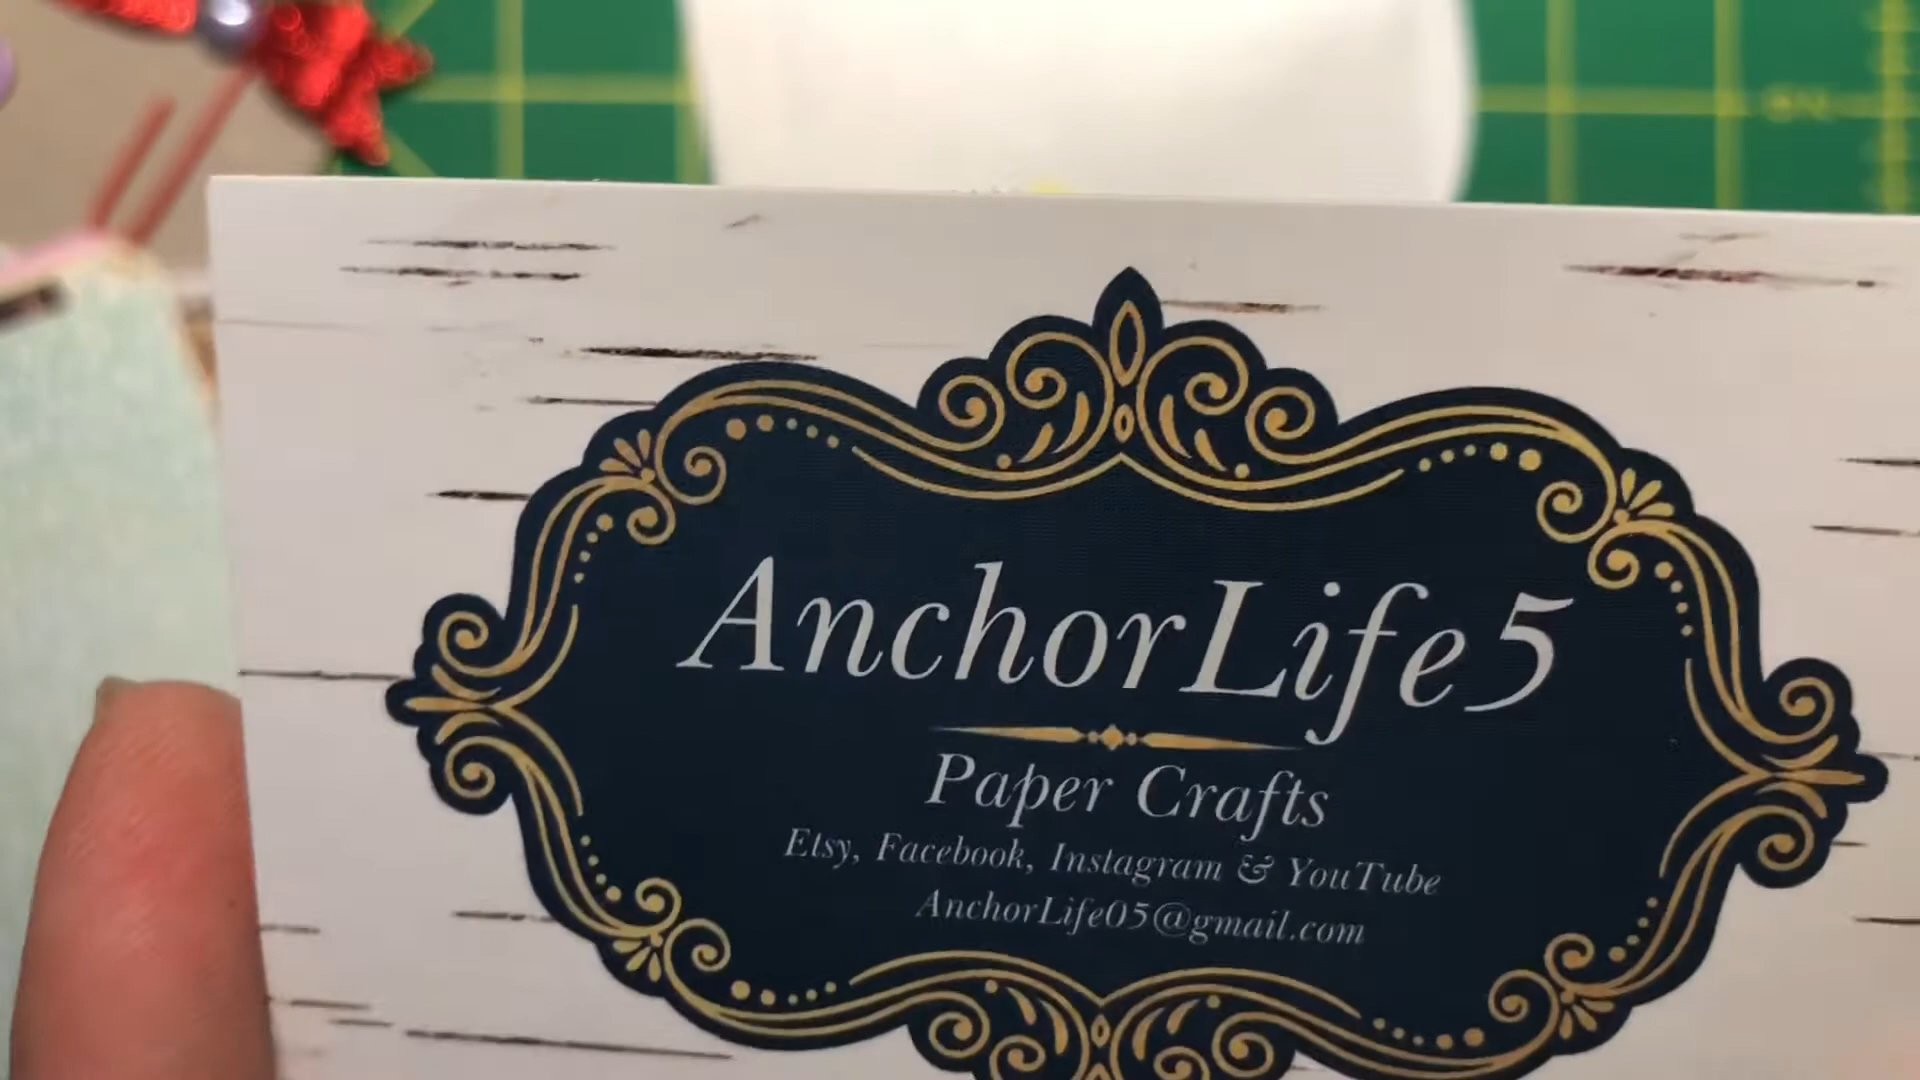 AnchorLife5
Paper Crafts
Etsy, Facebook, Instagram & YouTube
AnchorLife05@gmail.com